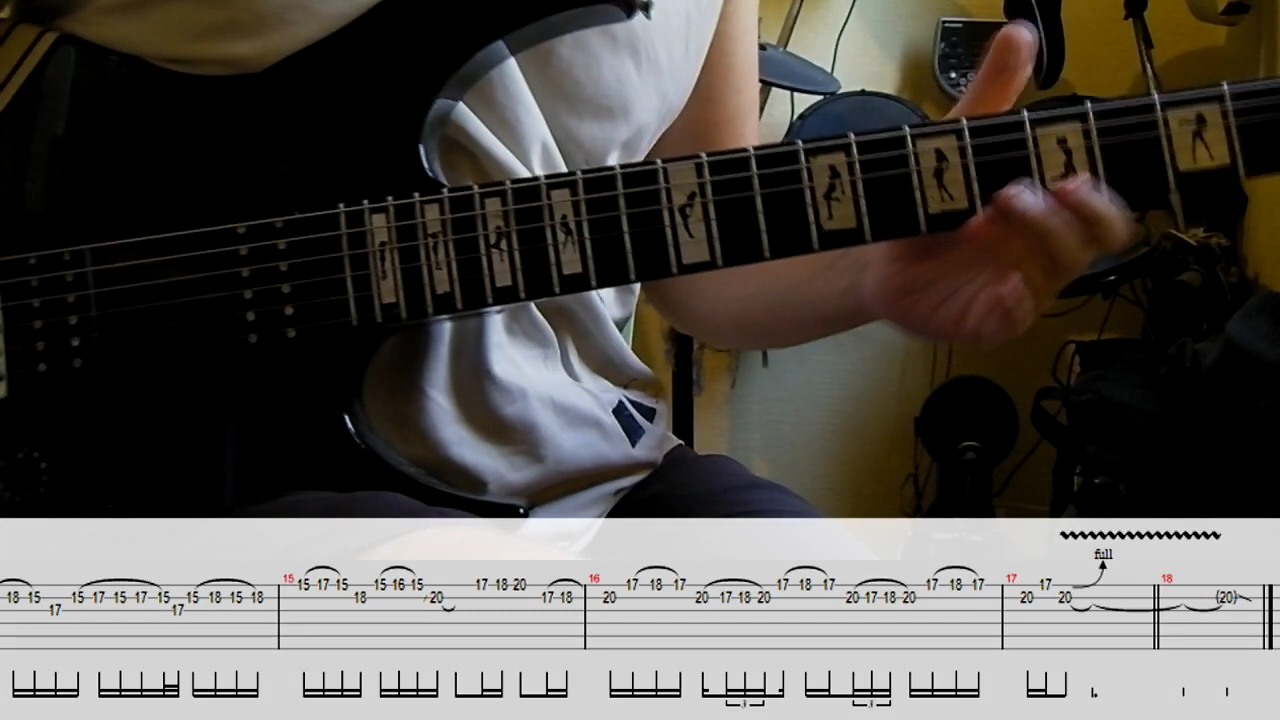 full
15 16 17 18
15 17 15 15 16 15 17 18 20 17 18 17 17 18 17 17 18 17 17
18 15 15 17 15 17 15 15 18 15 18 18 20 17 18 20 20 17 18 20 20 17 18 20 20 20 (20)
17 17
3 3